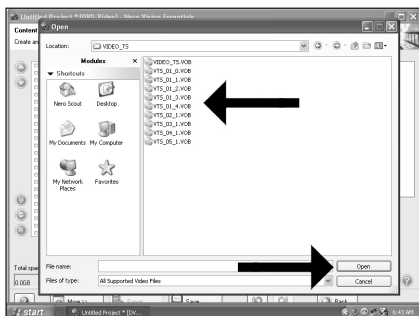 Untitled Project * [DVD-Video] - Nero Vision Essentials
Open
Content
Create an
Location: VIDEO_TS
Modules
Shortcuts
Nero Scout Desktop
My Documents My Computer
My Network Places Favorites
VIDEO_TS.VOB
VTS_01_0.VOB
VTS_01_1.VOB
VTS_01_2.VOB
VTS_01_3.VOB
VTS_01_4.VOB
VTS_02_1.VOB
VTS_03_1.VOB
VTS_04_1.VOB
VTS_05_1.VOB
File name: Open
Files of type: All Supported Video Files Cancel
Total spa
0.0GB
More >> Export Save Back
start Untitled Project * [DV... 6:43 AM